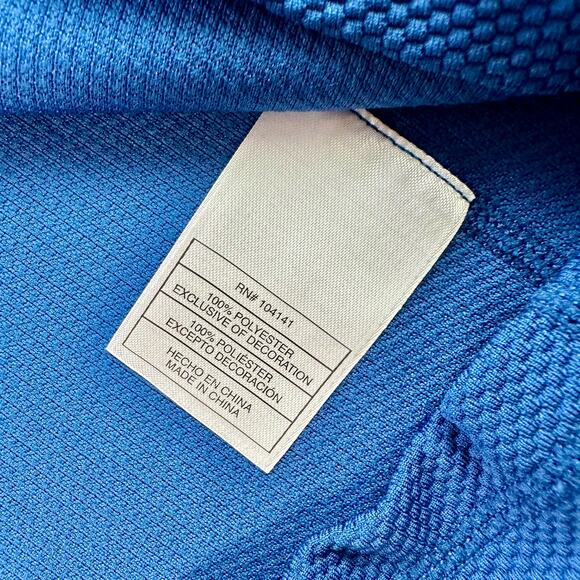 RN# 104141
100% POLYESTER
EXCLUSIVE OF DECORATION
100% POLIÉSTER
EXCEPTO DECORACIÓN
HECHO EN CHINA
MADE IN CHINA